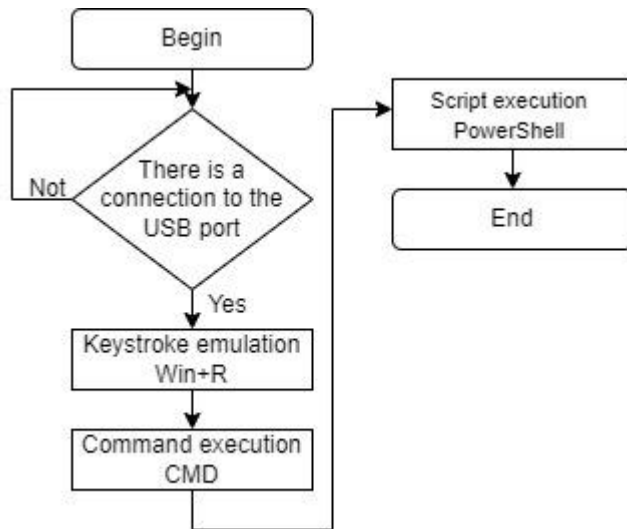 Begin
There is a
connection to the
USB port
Not
Yes
Keystroke emulation
Win+R
Command execution
CMD
Script execution
PowerShell
End